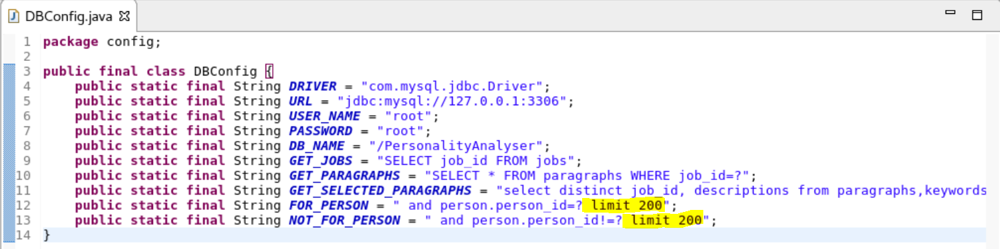 DBConfig.java
1 package config;
2
3 public final class DBConfig {
4 public static final String DRIVER = "com.mysql.jdbc.Driver";
5 public static final String URL = "jdbc:mysql://127.0.0.1:3306";
6 public static final String USER_NAME = "root";
7 public static final String PASSWORD = "root";
8 public static final String DB_NAME = "/PersonalityAnalyser";
9 public static final String GET_JOBS = "SELECT job_id FROM jobs";
10 public static final String GET_PARAGRAPHS = "SELECT * FROM paragraphs WHERE job_id=?";
11 public static final String GET_SELECTED_PARAGRAPHS = "select distinct job_id, descriptions from paragraphs,keywords
12 public static final String FOR_PERSON = " and person.person_id=? limit 200";
13 public static final String NOT_FOR_PERSON = " and person.person_id!=? limit 200";
14 }